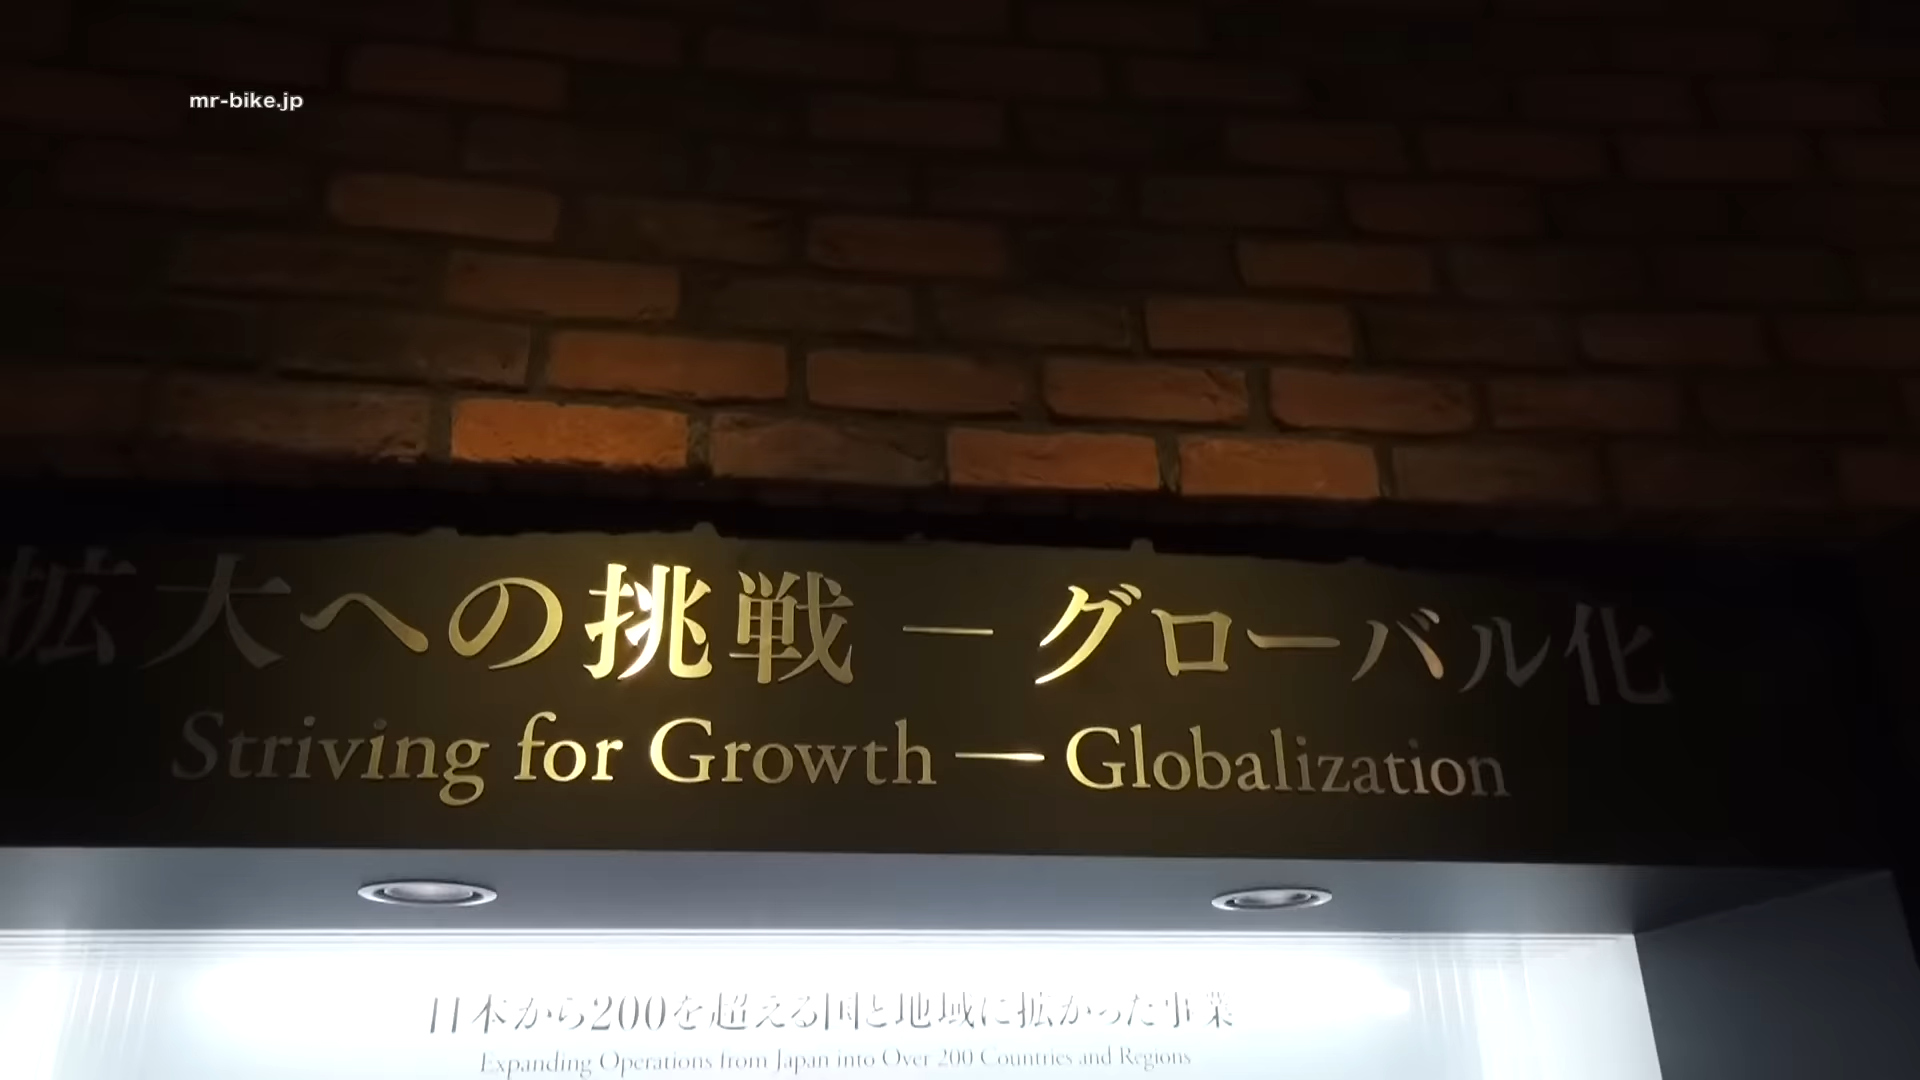 mr-bike.jp
拡大への挑戦 — グローバル化
Striving for Growth — Globalization
日本から200を超える国と地域に拡がった事業
Expanding Operations from Japan into Over 200 Countries and Regions